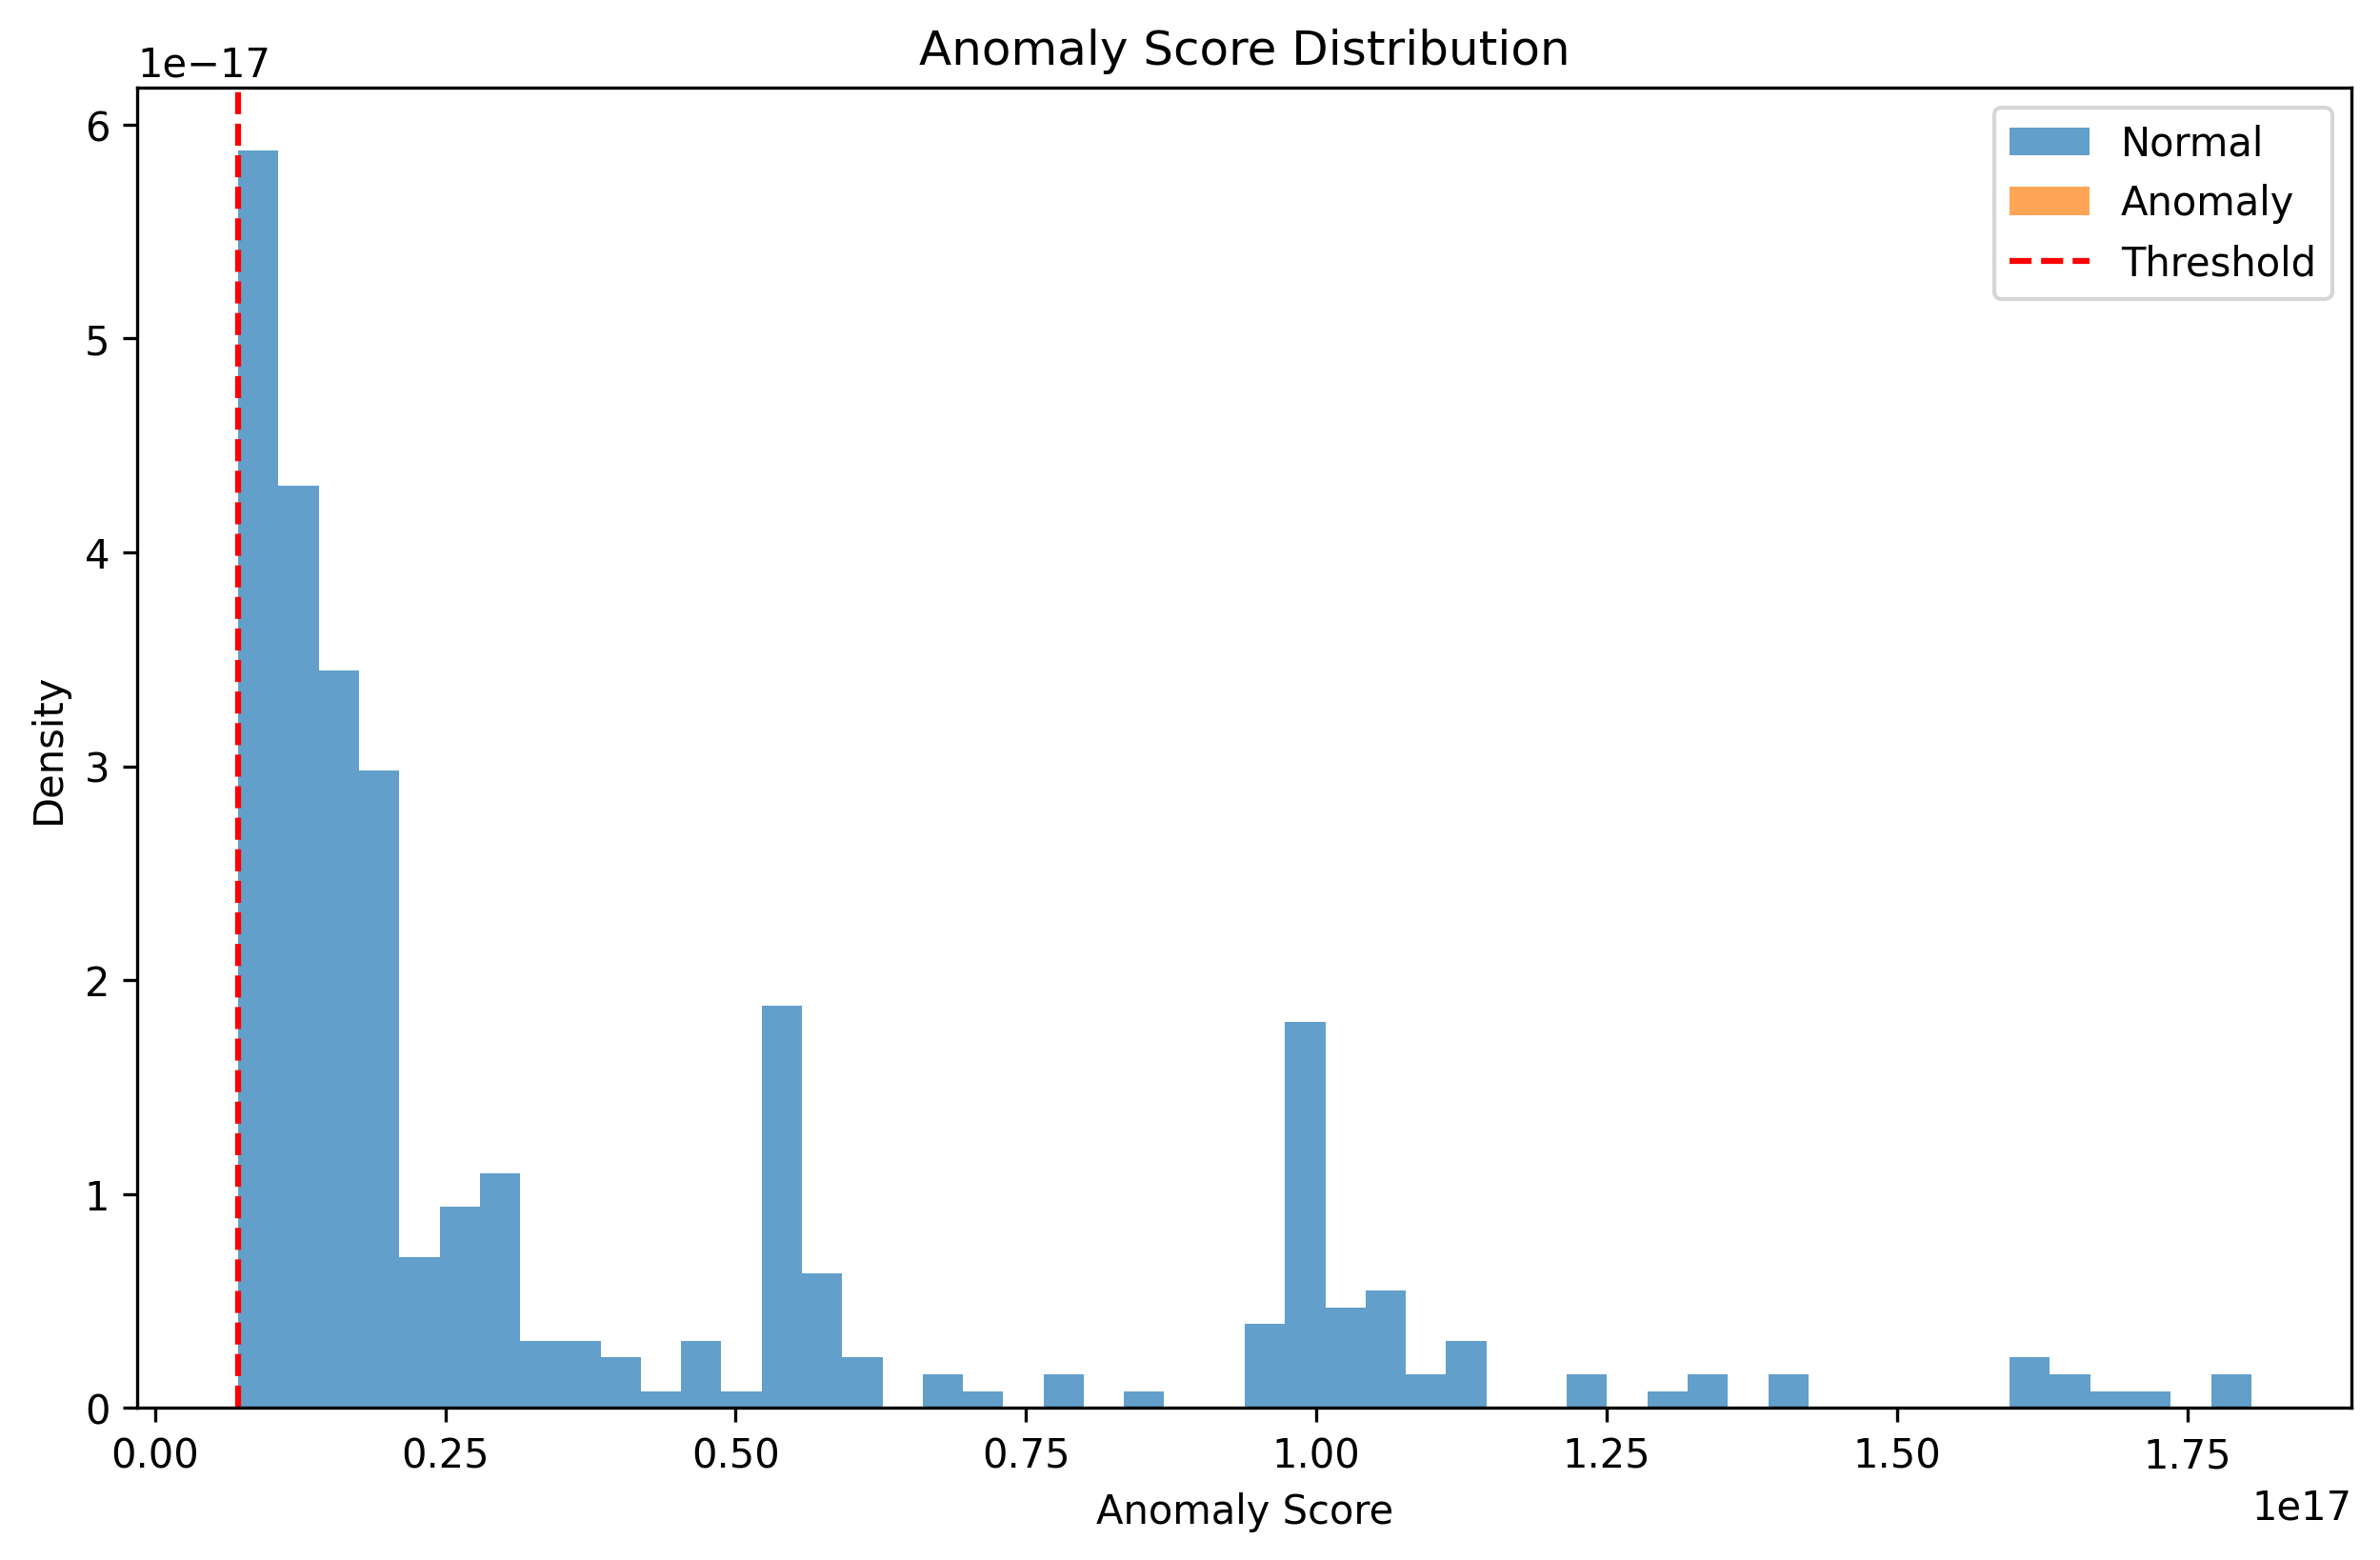 Anomaly Score Distribution
1e−17
6
5
4
3
2
1
0
Density
Normal
Anomaly
Threshold
0.00 0.25 0.50 0.75 1.00 1.25 1.50 1.75
1e17
Anomaly Score